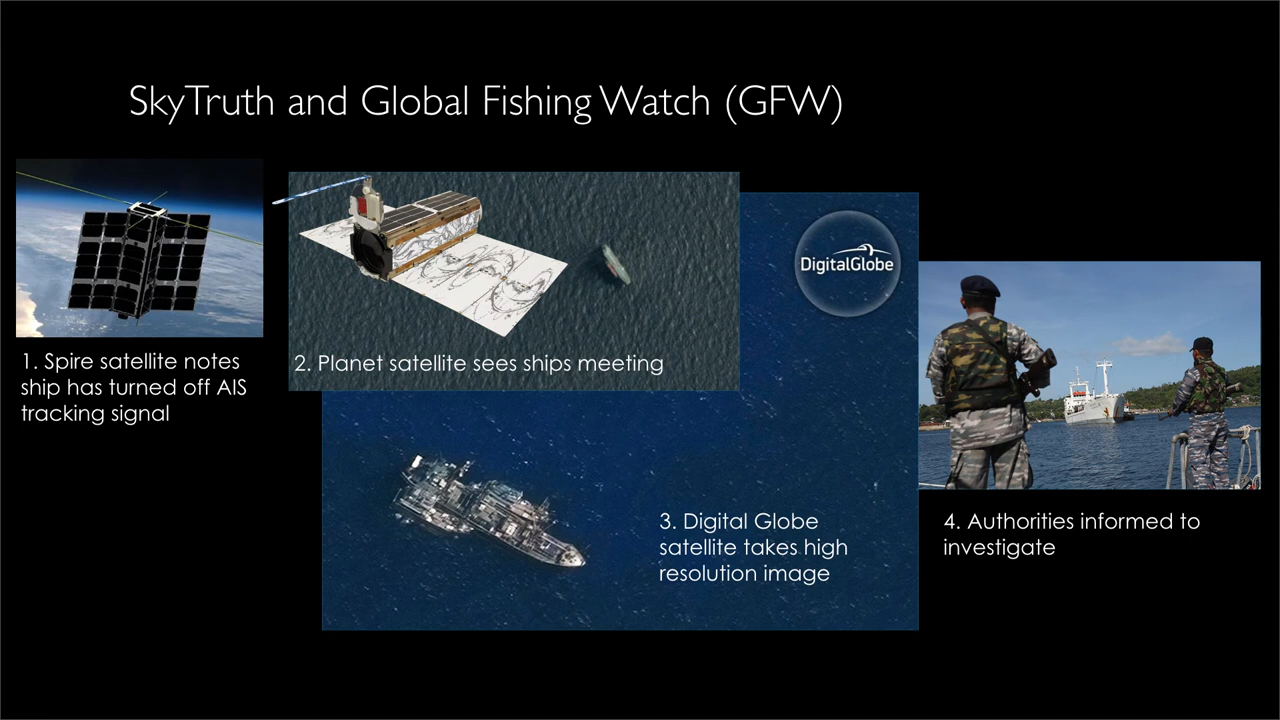 SkyTruth and Global Fishing Watch (GFW)
1. Spire satellite notes
ship has turned off AIS
tracking signal
2. Planet satellite sees ships meeting
DigitalGlobe
3. Digital Globe
satellite takes high
resolution image
4. Authorities informed to
investigate